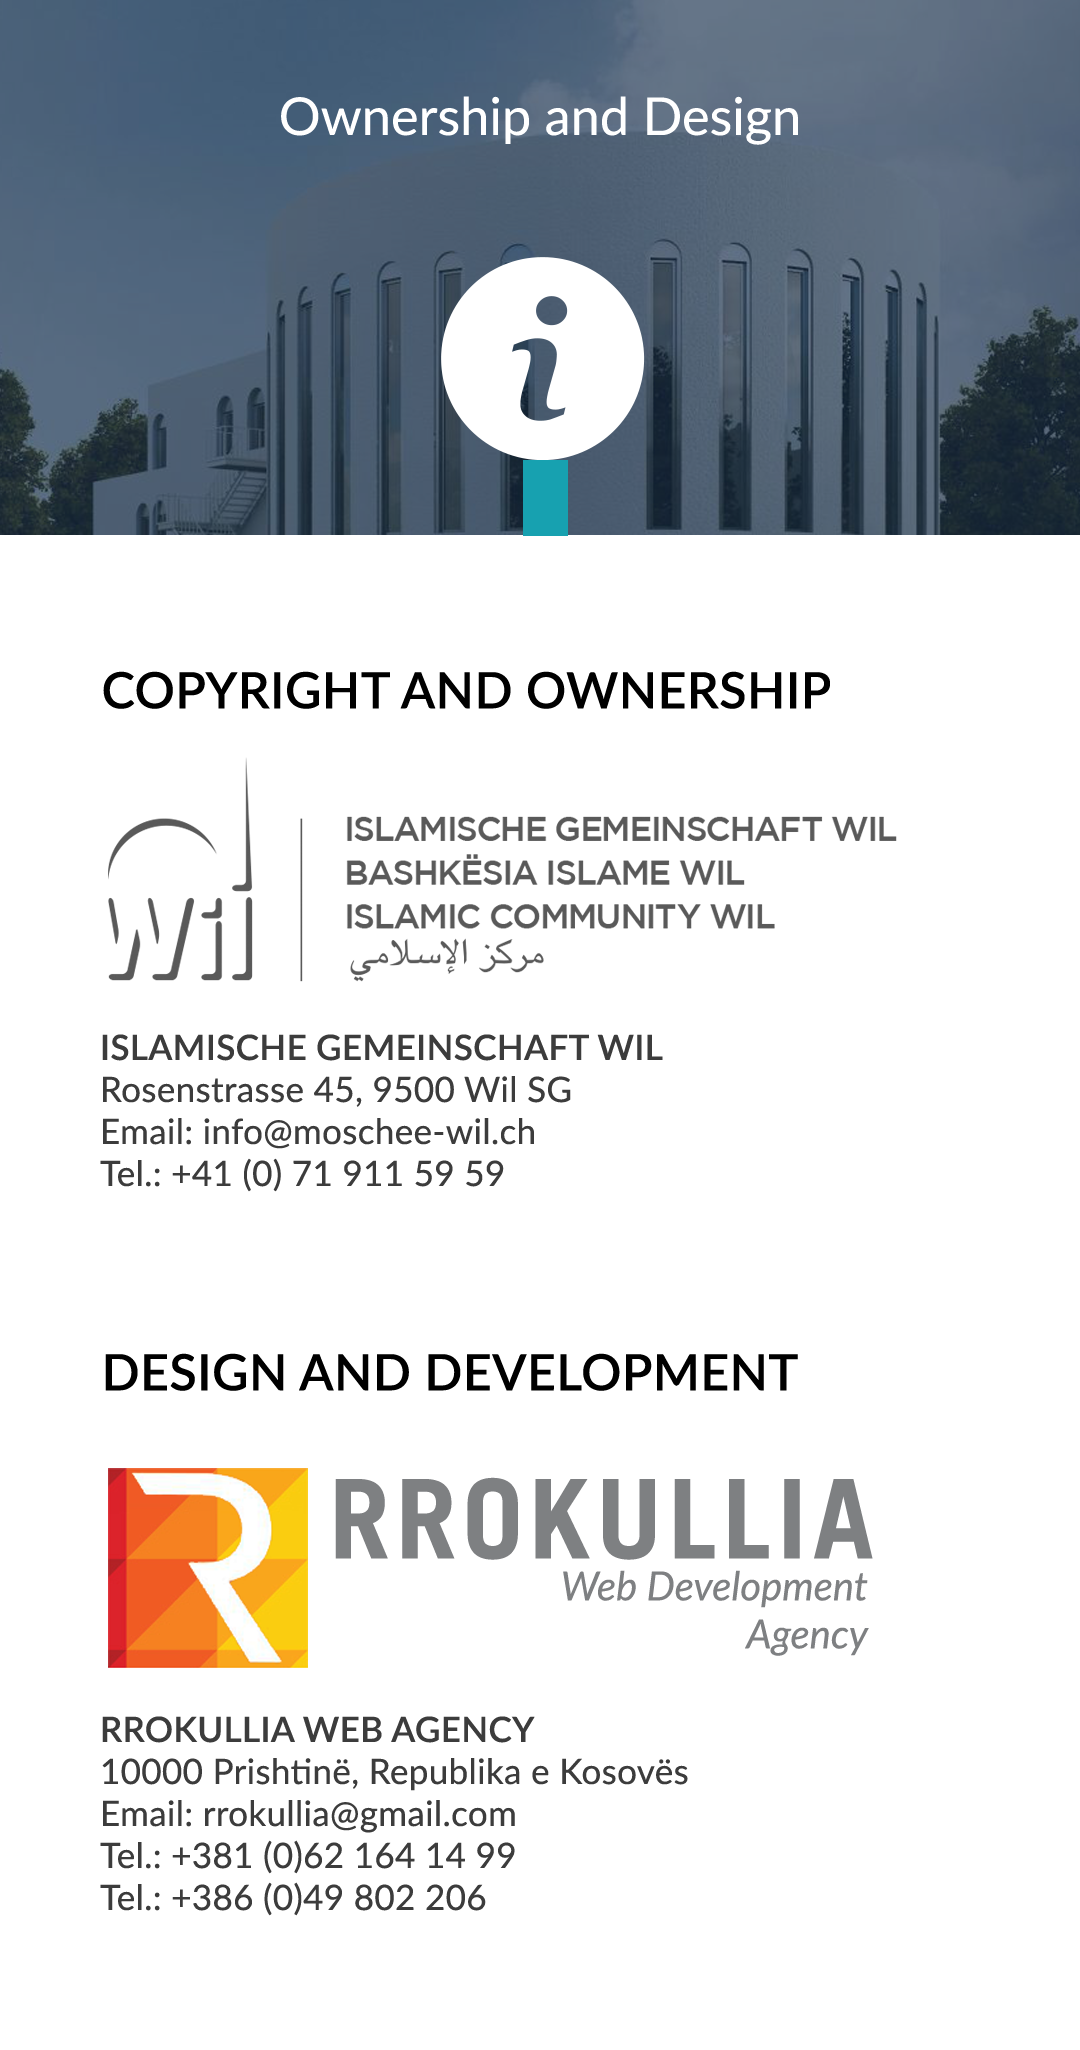 Ownership and Design
i
COPYRIGHT AND OWNERSHIP
Wil
ISLAMISCHE GEMEINSCHAFT WIL
BASHKËSIA ISLAME WIL
ISLAMIC COMMUNITY WIL
مركز الإسلامي
ISLAMISCHE GEMEINSCHAFT WIL
Rosenstrasse 45, 9500 Wil SG
Email: info@moschee-wil.ch
Tel.: +41 (0) 71 911 59 59
DESIGN AND DEVELOPMENT
R
RROKULLIA
Web Development
Agency
RROKULLIA WEB AGENCY
10000 Prishtinë, Republika e Kosovës
Email: rrokullia@gmail.com
Tel.: +381 (0)62 164 14 99
Tel.: +386 (0)49 802 206